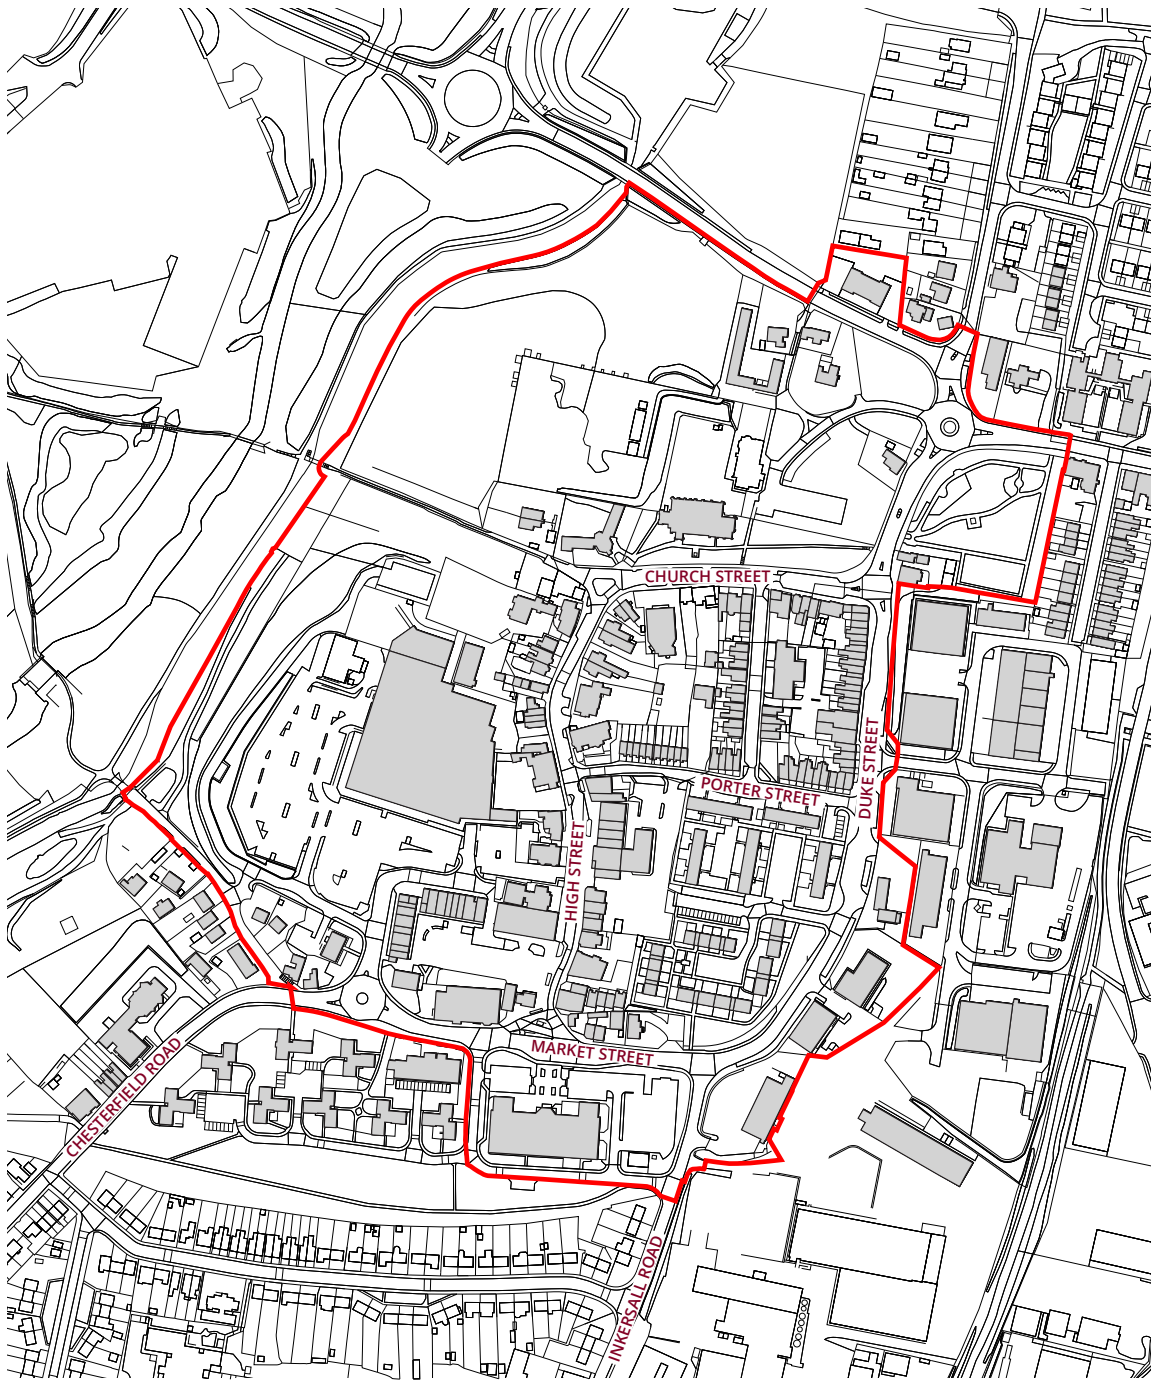 CHURCH STREET
PORTER STREET
DUKE STREET
HIGH STREET
MARKET STREET
CHESTERFIELD ROAD
INKERSALL ROAD